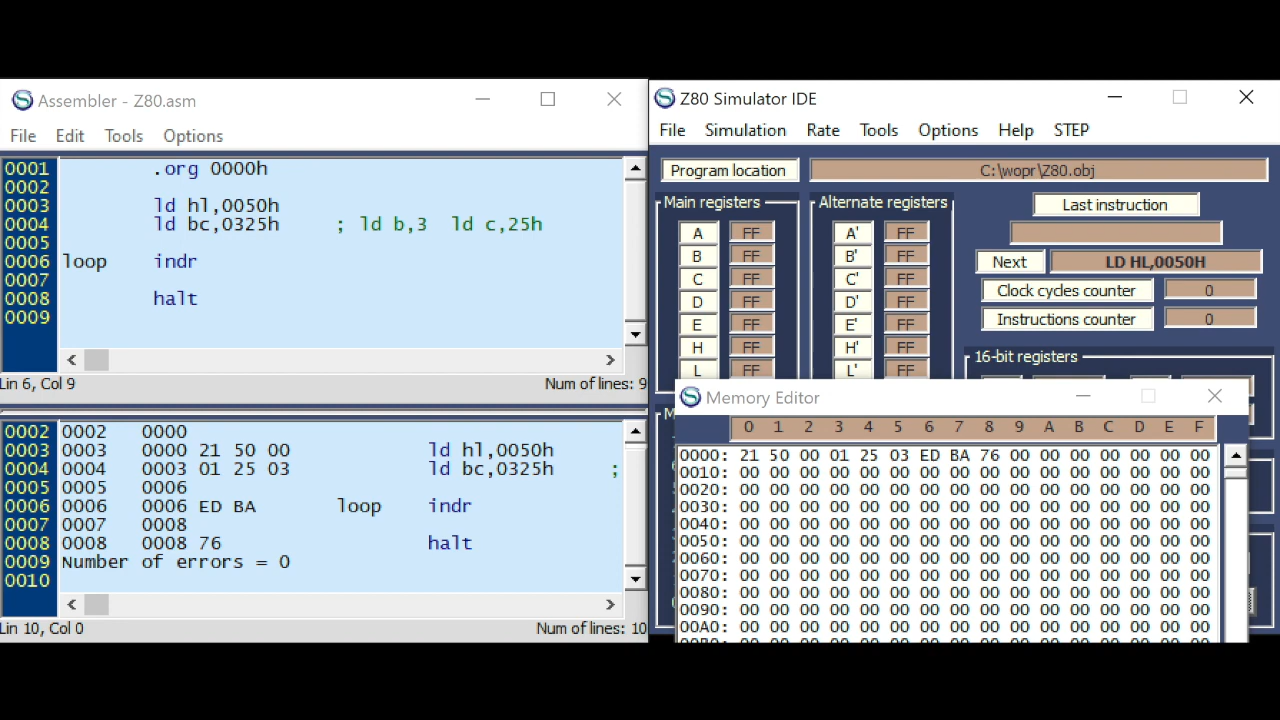 Assembler - Z80.asm
File Edit Tools Options
0001 .org 0000h
0002
0003 ld hl,0050h
0004 ld bc,0325h ; ld b,3 ld c,25h
0005
0006 loop indr
0007
0008 halt
0009
Lin 6, Col 9 Num of lines: 9
0002 0002 0000
0003 0003 0000 21 50 00 ld hl,0050h
0004 0004 0003 01 25 03 ld bc,0325h ;
0005 0005 0006
0006 0006 0006 ED BA loop indr
0007 0007 0008
0008 0008 0008 76 halt
0009 Number of errors = 0
0010
Lin 10, Col 0 Num of lines: 10
Z80 Simulator IDE
File Simulation Rate Tools Options Help STEP
Program location C:\wopr\Z80.obj
Main registers
A FF
B FF
C FF
D FF
E FF
H FF
L FF
Alternate registers
A' FF
B' FF
C' FF
D' FF
E' FF
H' FF
L' FF
Last instruction
Next LD HL,0050H
Clock cycles counter 0
Instructions counter 0
16-bit registers
Memory Editor
0 1 2 3 4 5 6 7 8 9 A B C D E F
0000: 21 50 00 01 25 03 ED BA 76 00 00 00 00 00 00 00
0010: 00 00 00 00 00 00 00 00 00 00 00 00 00 00 00 00
0020: 00 00 00 00 00 00 00 00 00 00 00 00 00 00 00 00
0030: 00 00 00 00 00 00 00 00 00 00 00 00 00 00 00 00
0040: 00 00 00 00 00 00 00 00 00 00 00 00 00 00 00 00
0050: 00 00 00 00 00 00 00 00 00 00 00 00 00 00 00 00
0060: 00 00 00 00 00 00 00 00 00 00 00 00 00 00 00 00
0070: 00 00 00 00 00 00 00 00 00 00 00 00 00 00 00 00
0080: 00 00 00 00 00 00 00 00 00 00 00 00 00 00 00 00
0090: 00 00 00 00 00 00 00 00 00 00 00 00 00 00 00 00
00A0: 00 00 00 00 00 00 00 00 00 00 00 00 00 00 00 00